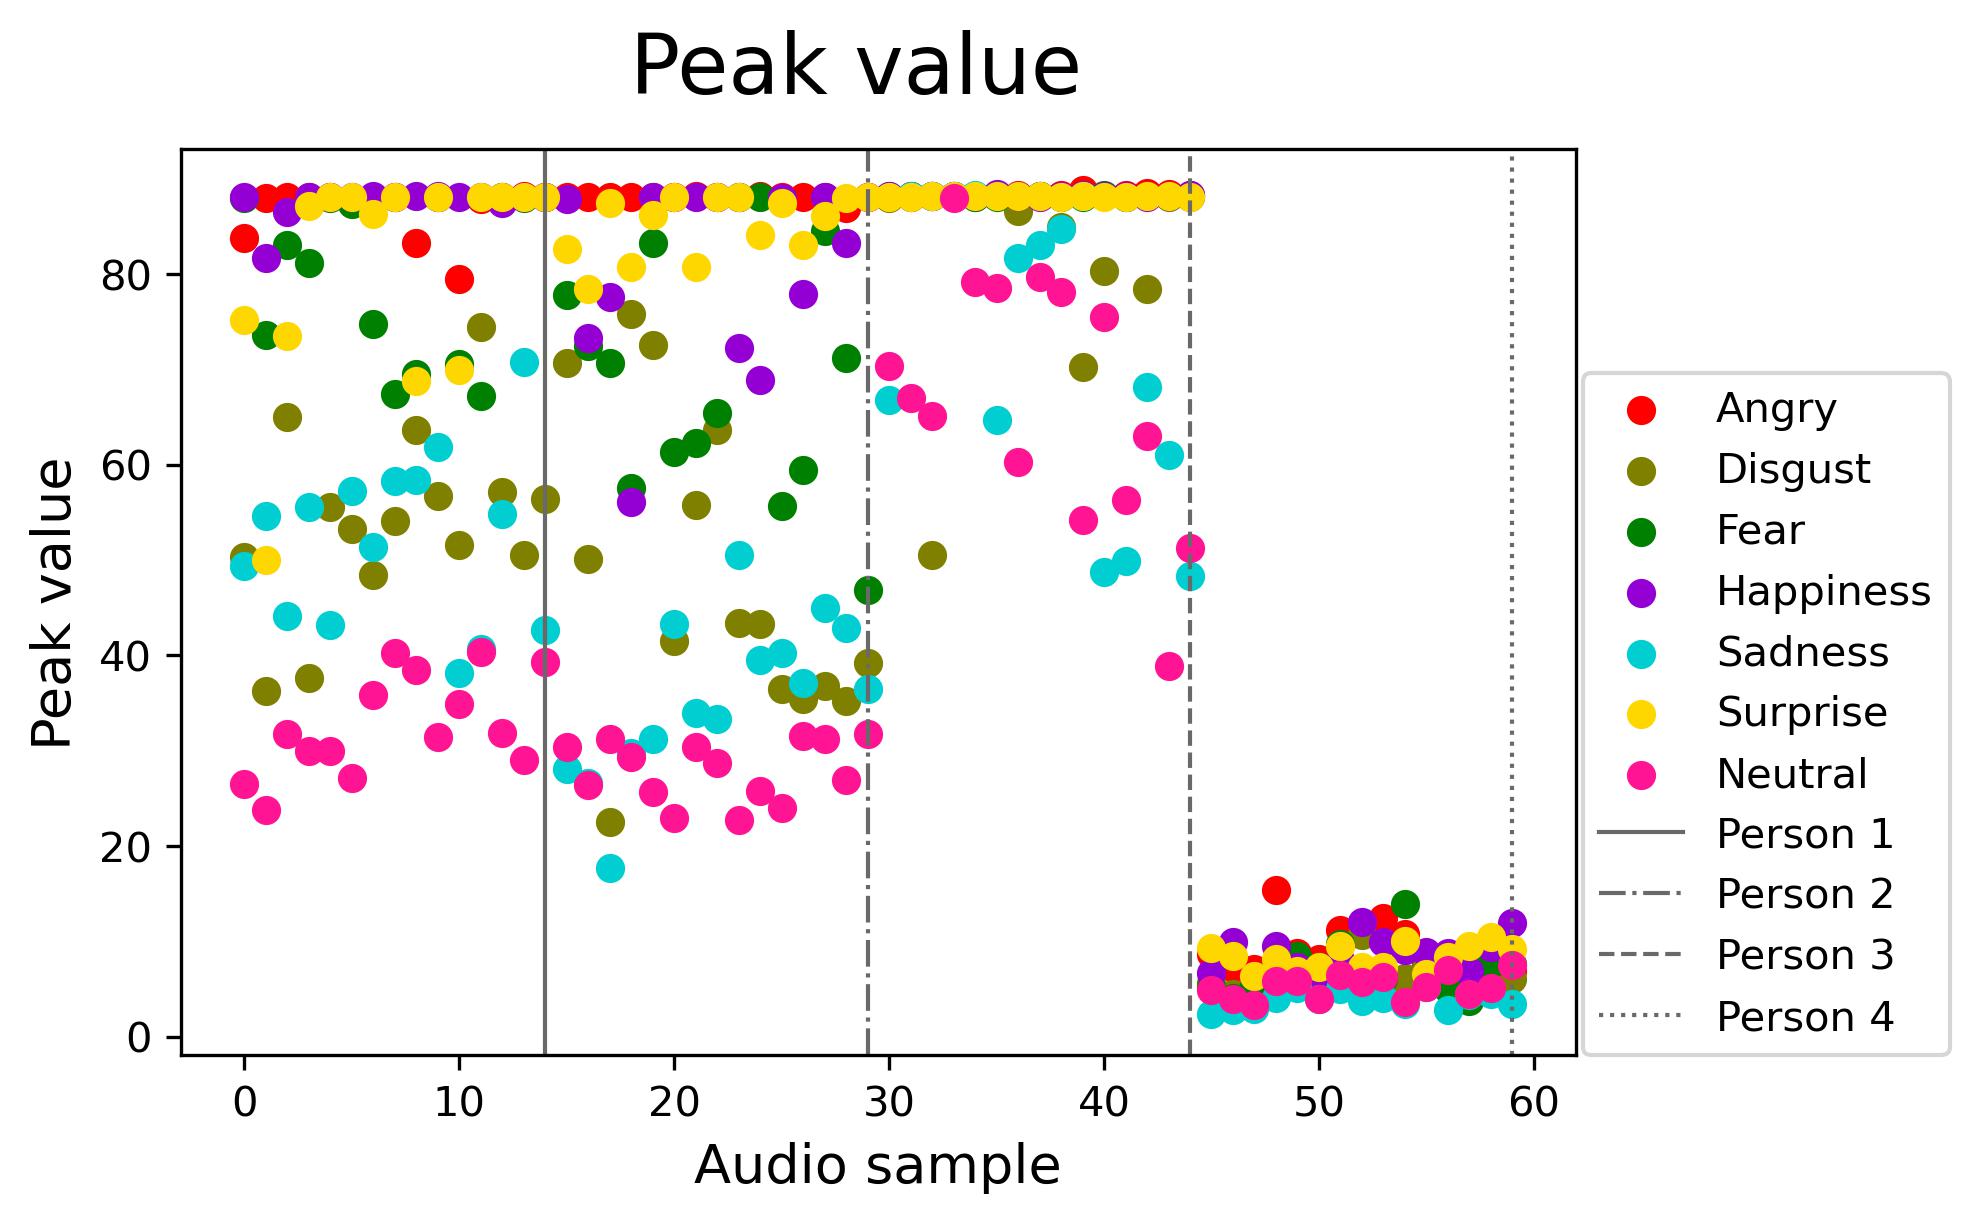 Peak value
Peak value
80
60
40
20
0
0 10 20 30 40 50 60
Audio sample
Angry
Disgust
Fear
Happiness
Sadness
Surprise
Neutral
Person 1
Person 2
Person 3
Person 4